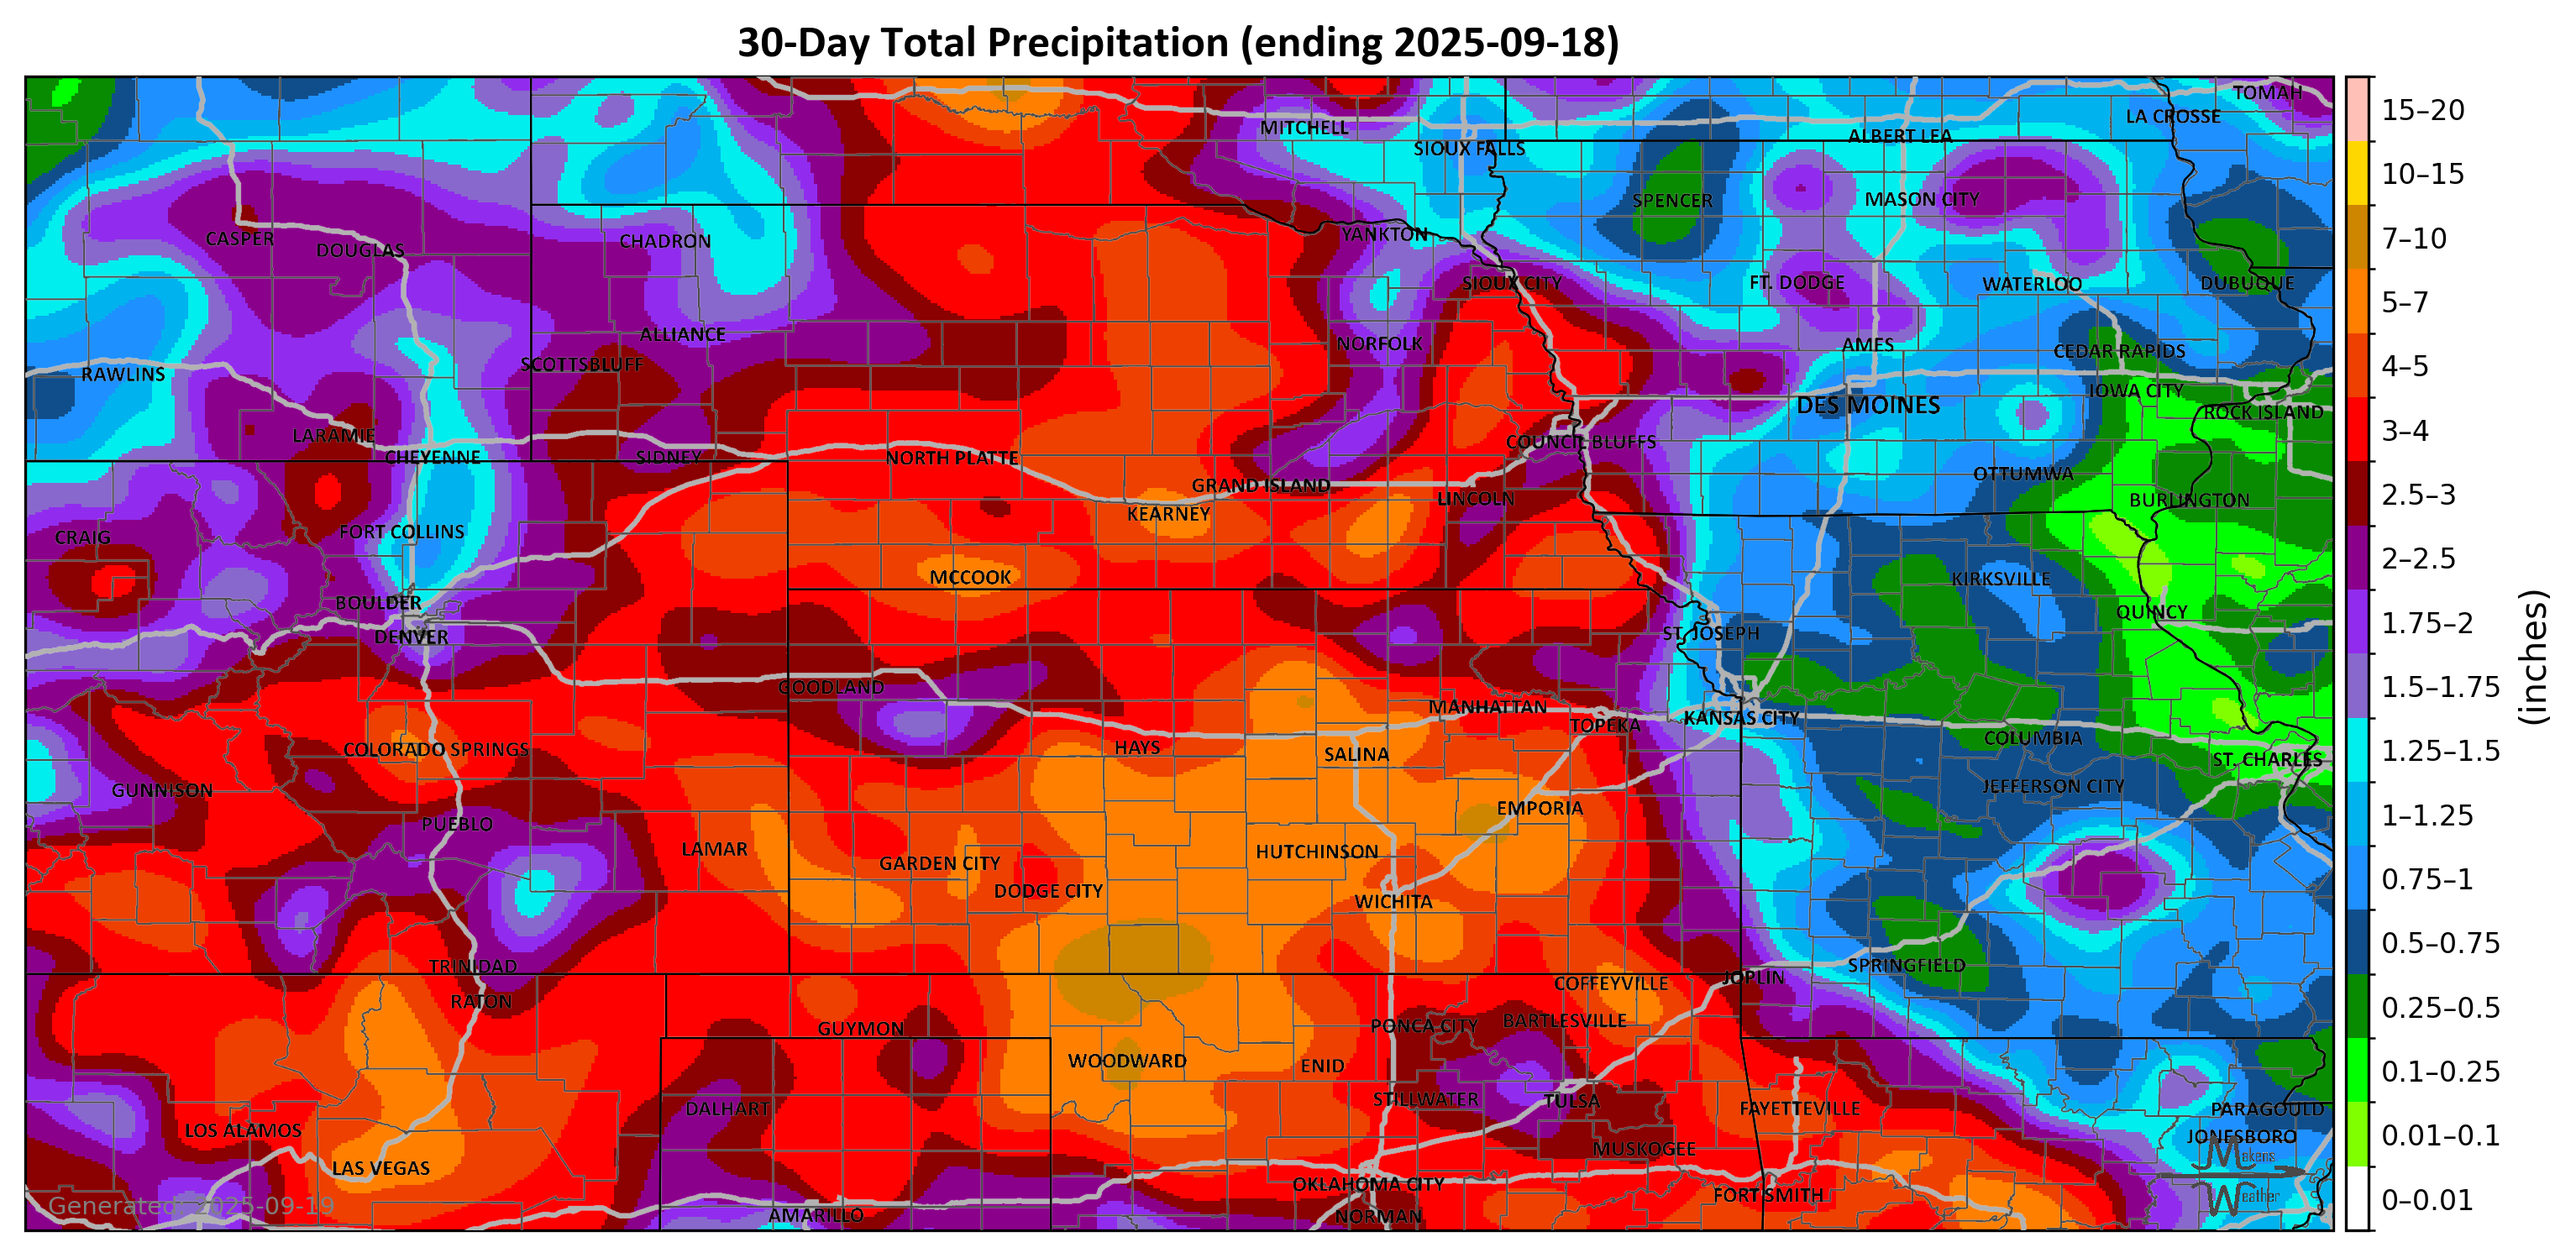 30-Day Total Precipitation (ending 2025-09-18)
TOMAH
LA CROSSE
MITCHELL
ALBERT LEA
SIOUX FALLS
SPENCER
MASON CITY
CASPER
DOUGLAS
CHADRON
YANKTON
SIOUX CITY
FT. DODGE
WATERLOO
DUBUQUE
ALLIANCE
NORFOLK
AMES
CEDAR RAPIDS
SCOTTSBLUFF
RAWLINS
IOWA CITY
DES MOINES
ROCK ISLAND
LARAMIE
COUNCIL BLUFFS
CHEYENNE
SIDNEY
NORTH PLATTE
OTTUMWA
GRAND ISLAND
LINCOLN
BURLINGTON
KEARNEY
CRAIG
FORT COLLINS
MCCOOK
KIRKSVILLE
BOULDER
QUINCY
DENVER
ST. JOSEPH
GOODLAND
MANHATTAN
KANSAS CITY
TOPEKA
COLUMBIA
COLORADO SPRINGS
HAYS
SALINA
ST. CHARLES
GUNNISON
JEFFERSON CITY
EMPORIA
PUEBLO
LAMAR
HUTCHINSON
GARDEN CITY
DODGE CITY
WICHITA
TRINIDAD
SPRINGFIELD
JOPLIN
COFFEYVILLE
RATON
GUYMON
PONCA CITY
BARTLESVILLE
WOODWARD
ENID
STILLWATER
TULSA
DALHART
FAYETTEVILLE
PARAGOULD
LOS ALAMOS
JONESBORO
MUSKOGEE
LAS VEGAS
OKLAHOMA CITY
FORT SMITH
AMARILLO
NORMAN
Generated: 2025-09-19
Makens
Weather
15–20
10–15
7–10
5–7
4–5
3–4
2.5–3
2–2.5
1.75–2
1.5–1.75
1.25–1.5
1–1.25
0.75–1
0.5–0.75
0.25–0.5
0.1–0.25
0.01–0.1
0–0.01
(inches)